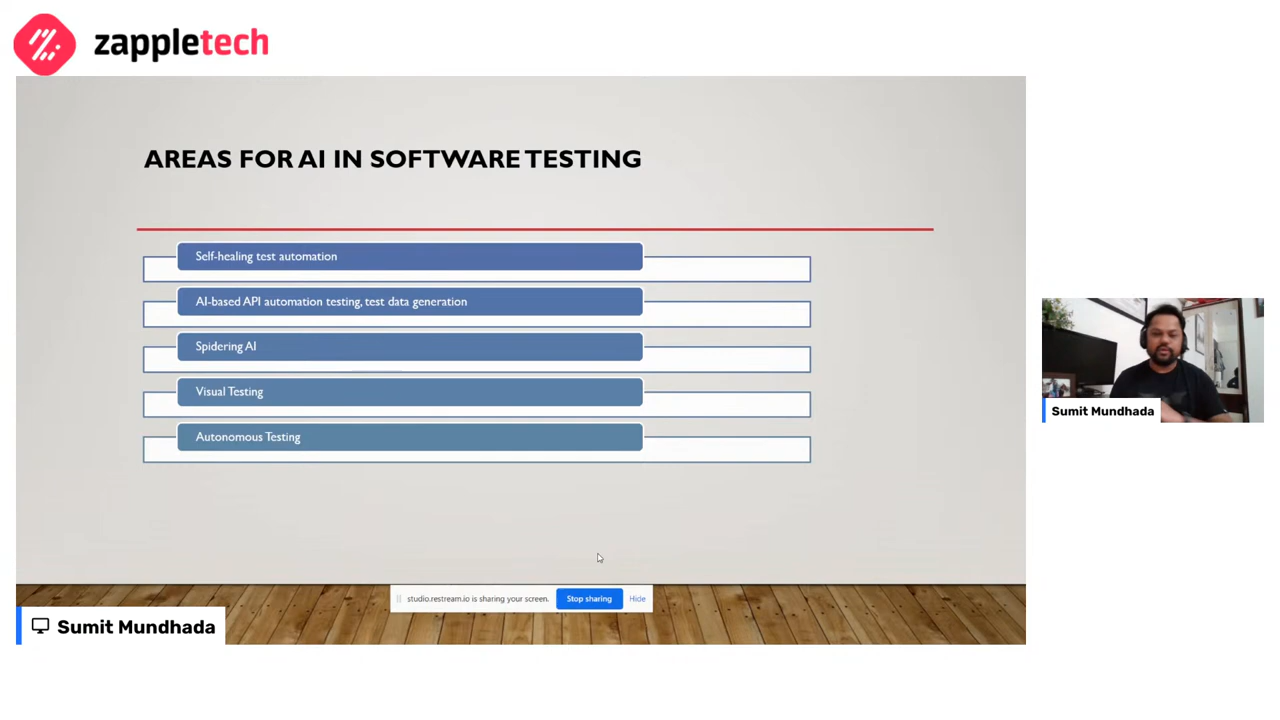 zappletech
AREAS FOR AI IN SOFTWARE TESTING
Self-healing test automation
AI-based API automation testing, test data generation
Spidering AI
Visual Testing
Autonomous Testing
Sumit Mundhada
studio.restream.io is sharing your screen.
Stop sharing
Hide
Sumit Mundhada